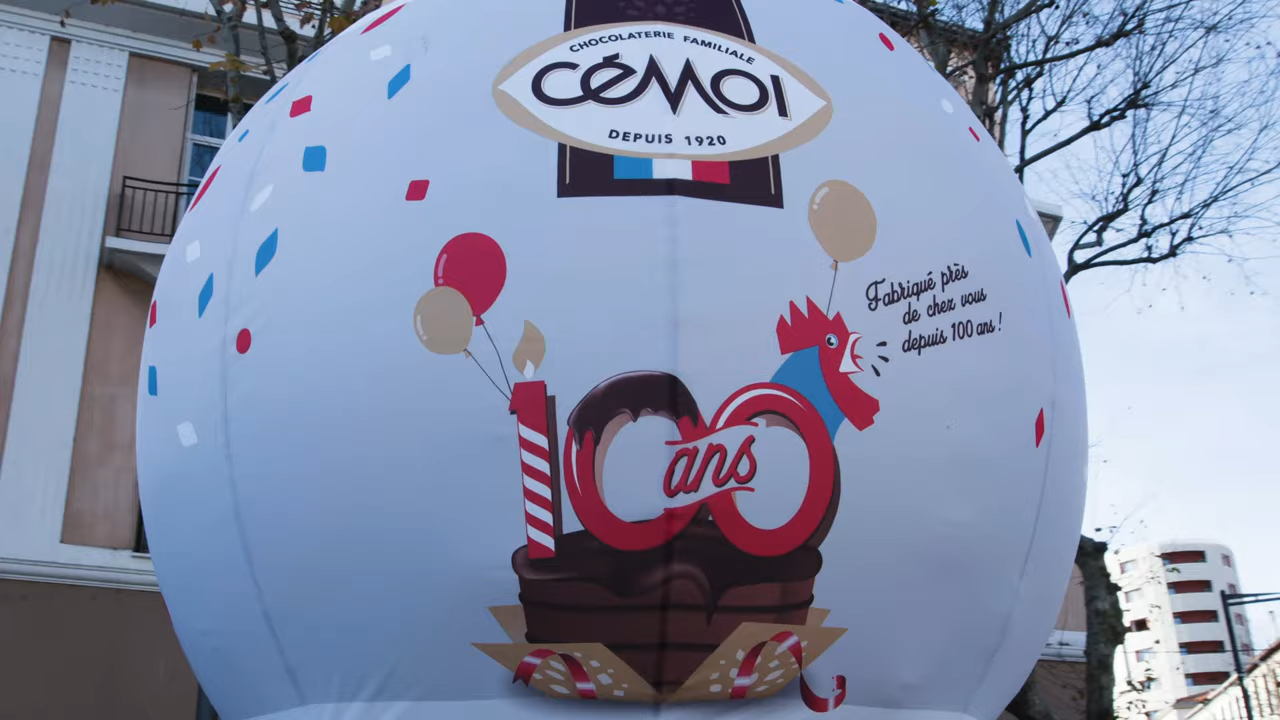 CHOCOLATERIE FAMILIALE
CÉMOI
DEPUIS 1920
Fabriqué près
de chez vous
depuis 100 ans !
100
ans